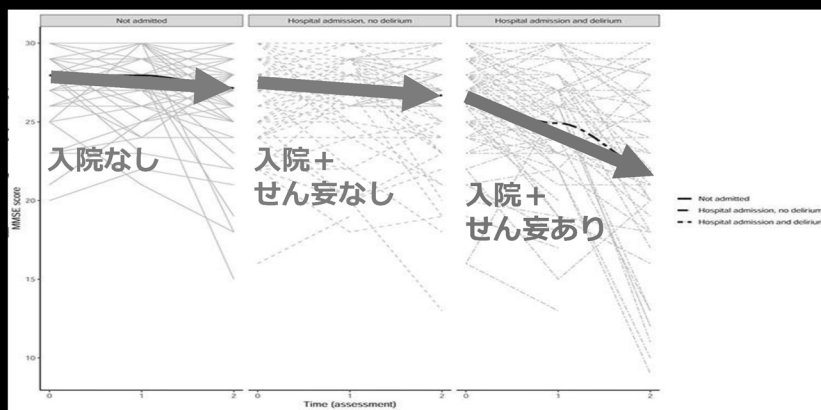 Not admitted
Hospital admission, no delirium
Hospital admission and delirium
30
25
20
15
10
MMSE score
入院なし
入院＋
せん妄なし
入院＋
せん妄あり
0
1
2
0
1
2
0
1
2
Time (assessment)
Not admitted
Hospital admission, no delirium
Hospital admission and delirium